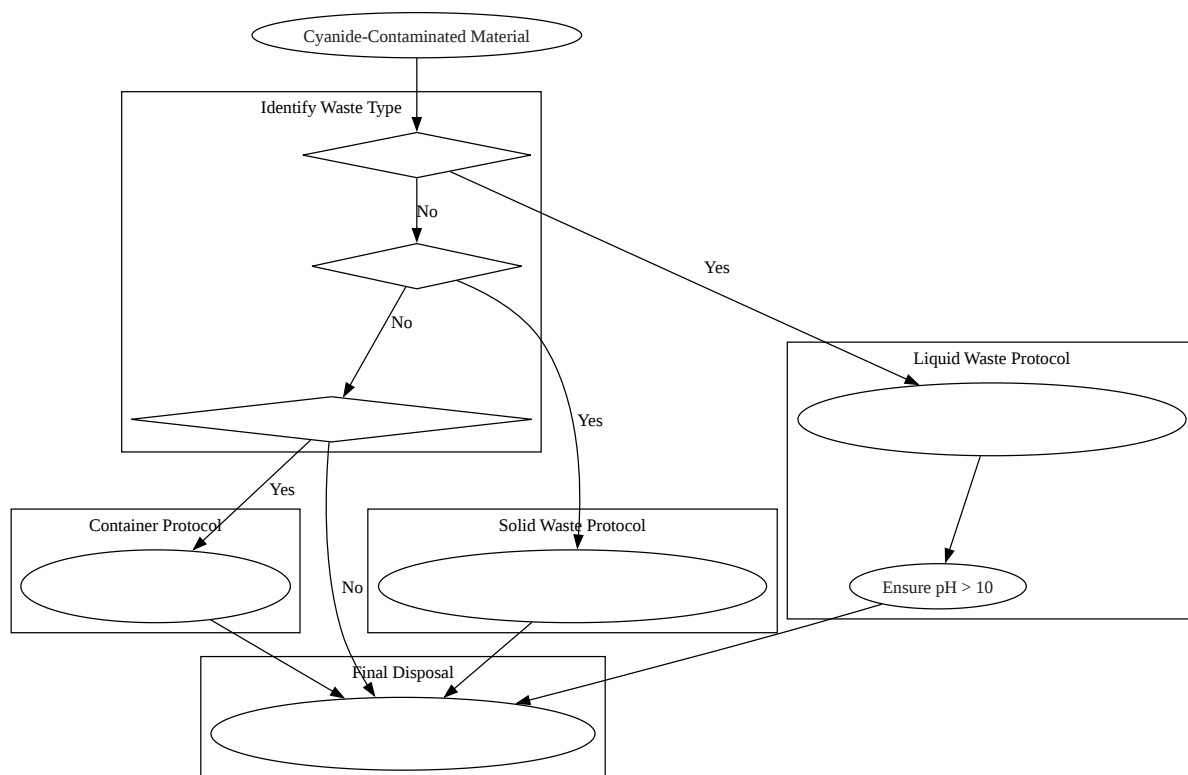 Cyanide-Contaminated Material
Identify Waste Type
No
Yes
No
Liquid Waste Protocol
Yes
Yes
Container Protocol
Solid Waste Protocol
No
Ensure pH > 10
Final Disposal